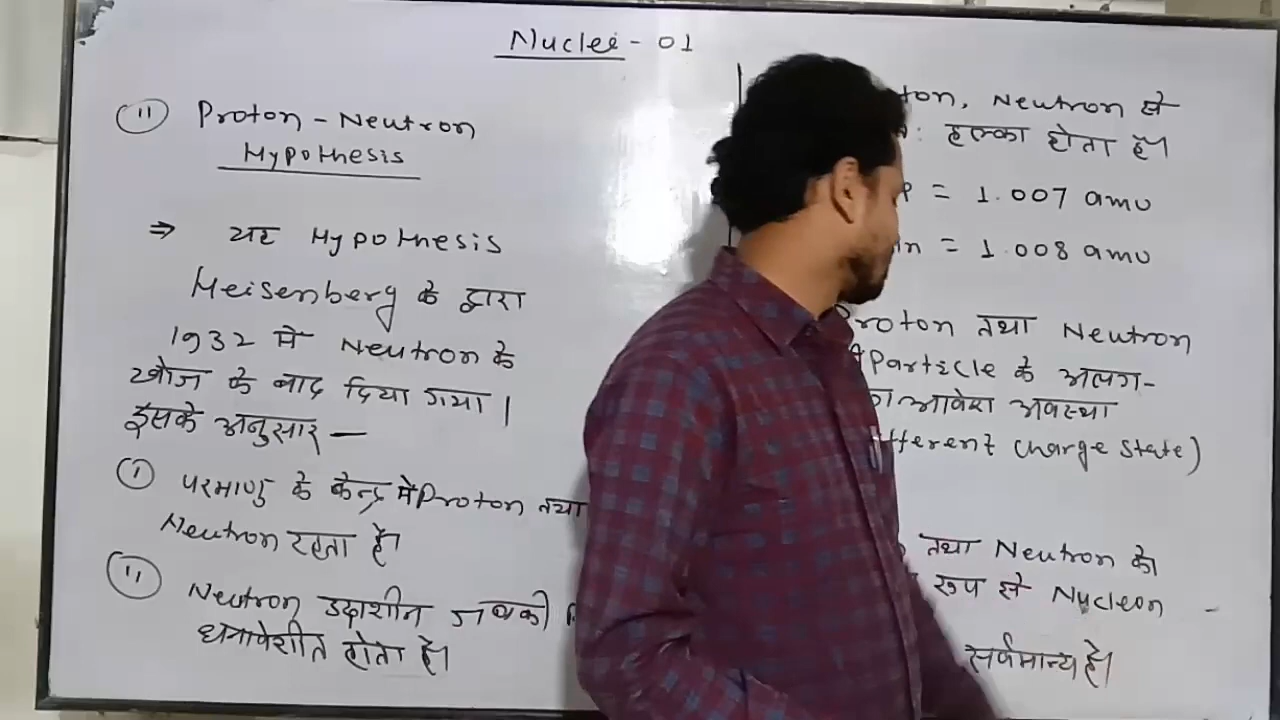 Nuclei - 01
(II) Proton - Neutron
Hypothesis
⇒ यह Hypothesis
Heisenberg के द्वारा
1932 में Neutron के
खोज के बाद दिया गया।
इसके अनुसार —
(I) परमाणु के केन्द्र में Proton तथा
Neutron रहता है।
(II) Neutron उदाशीन जबकी
धनावेशीत होता है।
ton, Neutron से
हल्का होता है।
P = 1.007 amu
n = 1.008 amu
Proton तथा Neutron
Particle के अलग-
आवेश अवस्था
fferent charge state)
तथा Neutron को
रूप से Nucleon -
सर्वमान्य है।